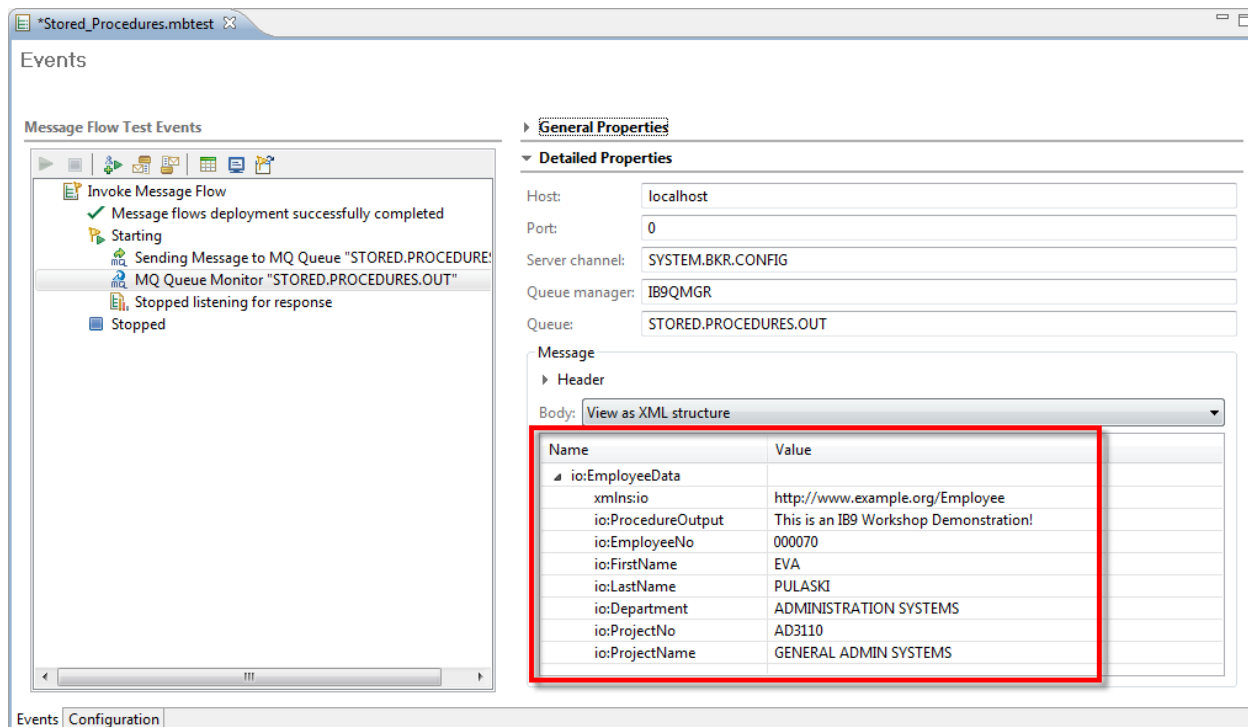 *Stored_Procedures.mbtest
Events
Message Flow Test Events
Invoke Message Flow
Message flows deployment successfully completed
Starting
Sending Message to MQ Queue "STORED.PROCEDURES
MQ Queue Monitor "STORED.PROCEDURES.OUT"
Stopped listening for response
Stopped
General Properties
Detailed Properties
Host: localhost
Port: 0
Server channel: SYSTEM.BKR.CONFIG
Queue manager: IB9QMGR
Queue: STORED.PROCEDURES.OUT
Message
Header
Body: View as XML structure
Name Value
io:EmployeeData
xmlns:io http://www.example.org/Employee
io:ProcedureOutput This is an IB9 Workshop Demonstration!
io:EmployeeNo 000070
io:FirstName EVA
io:LastName PULASKI
io:Department ADMINISTRATION SYSTEMS
io:ProjectNo AD3110
io:ProjectName GENERAL ADMIN SYSTEMS
Events Configuration